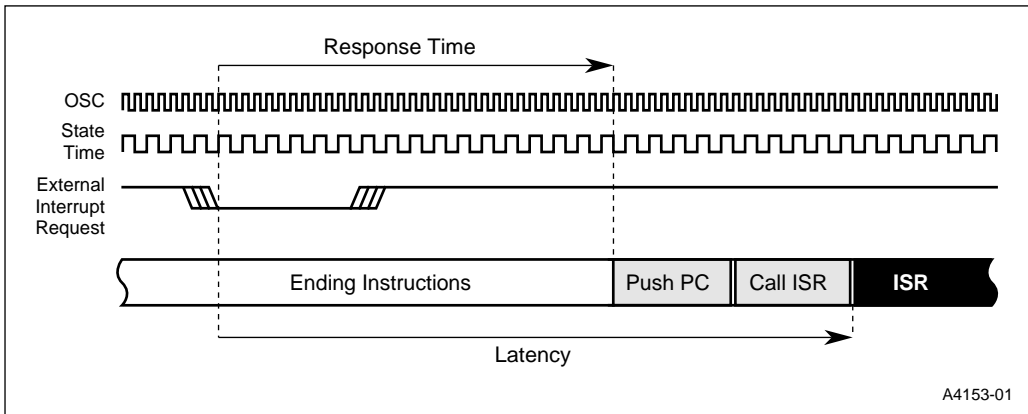 Response Time
OSC
State
Time
External
Interrupt
Request
Ending Instructions
Push PC
Call ISR
ISR
Latency
A4153-01